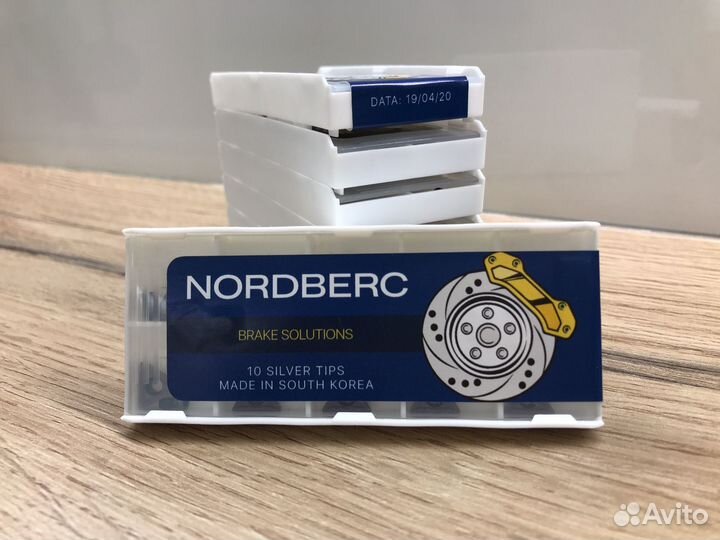 DATA: 19/04/20
NORDBERC
BRAKE SOLUTIONS
10 SILVER TIPS
MADE IN SOUTH KOREA
Avito